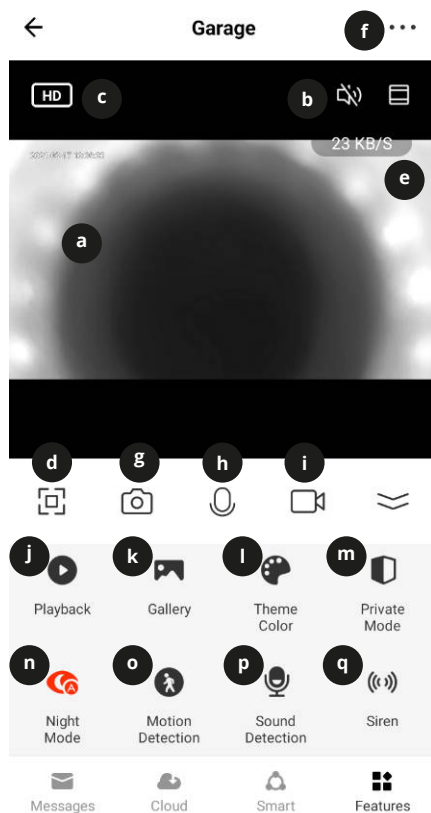 Garage
f
HD
c
b
23 KB/S
e
a
d
g
h
i
j
k
l
m
Playback
Gallery
Theme
Color
Private
Mode
n
o
p
q
A
Night
Mode
Motion
Detection
Sound
Detection
Siren
Messages
Cloud
Smart
Features